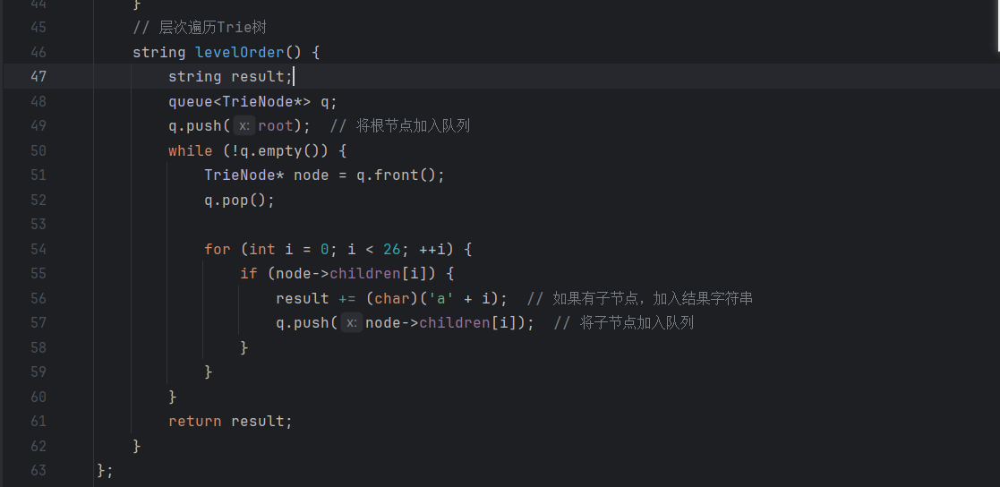 44 }
45 // 层次遍历Trie树
46 string levelOrder() {
47 string result;
48 queue<TrieNode*> q;
49 q.push( x: root);  // 将根节点加入队列
50 while (!q.empty()) {
51 TrieNode* node = q.front();
52 q.pop();
53
54 for (int i = 0; i < 26; ++i) {
55 if (node->children[i]) {
56 result += (char)('a' + i);  // 如果有子节点，加入结果字符串
57 q.push( x: node->children[i]);  // 将子节点加入队列
58 }
59 }
60 }
61 return result;
62 }
63 };